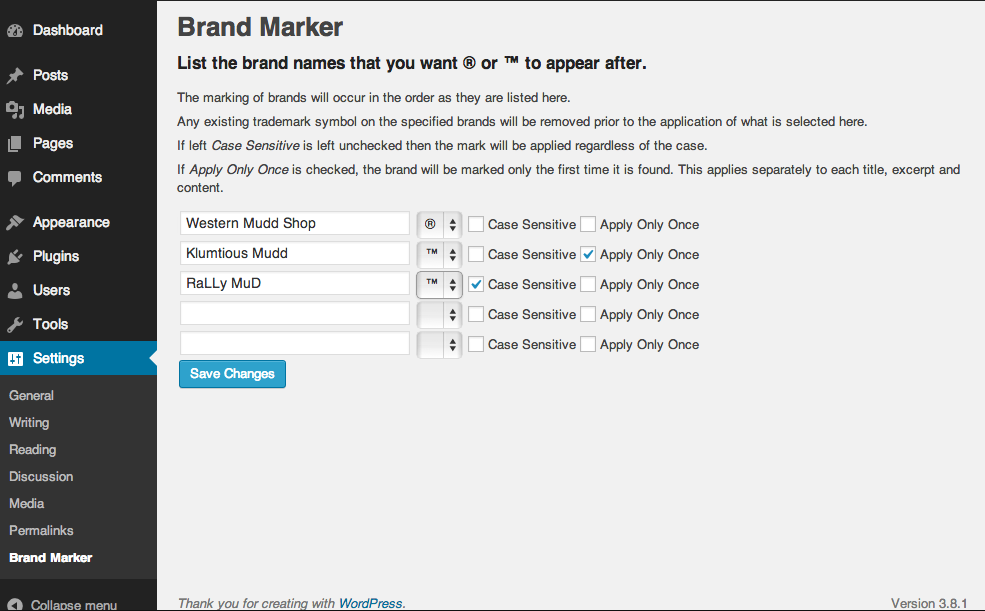 Dashboard
Posts
Media
Pages
Comments
Appearance
Plugins
Users
Tools
Settings
General
Writing
Reading
Discussion
Media
Permalinks
Brand Marker
Collapse menu
Brand Marker
List the brand names that you want ® or ™ to appear after.
The marking of brands will occur in the order as they are listed here.
Any existing trademark symbol on the specified brands will be removed prior to the application of what is selected here.
If left Case Sensitive is left unchecked then the mark will be applied regardless of the case.
If Apply Only Once is checked, the brand will be marked only the first time it is found. This applies separately to each title, excerpt and
content.
Western Mudd Shop ® Case Sensitive Apply Only Once
Klumtious Mudd ™ Case Sensitive Apply Only Once
RaLLy MuD ™ Case Sensitive Apply Only Once
Case Sensitive Apply Only Once
Case Sensitive Apply Only Once
Save Changes
Thank you for creating with WordPress.
Version 3.8.1